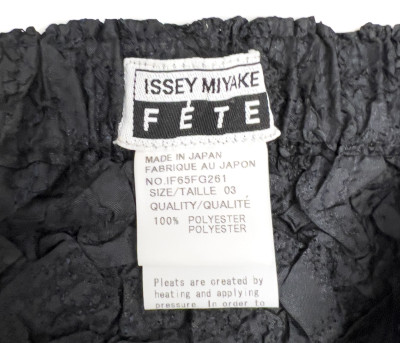 ISSEY MIYAKE
FÉTE
MADE IN JAPAN
FABRIQUE AU JAPON
NO.IF65FG261
SIZE/TAILLE 03
QUALITY/QUALITÉ
100% POLYESTER
POLYESTER
Pleats are created by
heating and applying
pressure. In order to